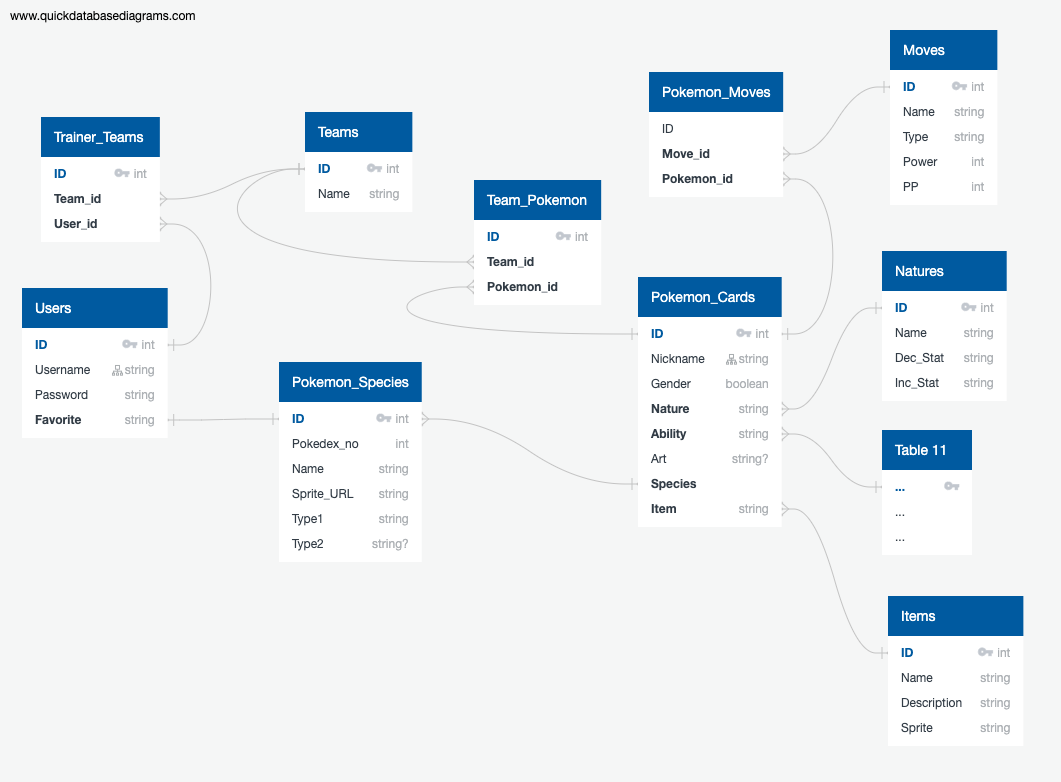 www.quickdatabasediagrams.com
Trainer_Teams
ID int
Team_id
User_id
Teams
ID int
Name string
Team_Pokemon
ID int
Team_id
Pokemon_id
Pokemon_Moves
ID
Move_id
Pokemon_id
Moves
ID int
Name string
Type string
Power int
PP int
Users
ID int
Username string
Password string
Favorite string
Pokemon_Species
ID int
Pokedex_no int
Name string
Sprite_URL string
Type1 string
Type2 string?
Pokemon_Cards
ID int
Nickname string
Gender boolean
Nature string
Ability string
Art string?
Species
Item string
Natures
ID int
Name string
Dec_Stat string
Inc_Stat string
Table 11
...
...
...
Items
ID int
Name string
Description string
Sprite string